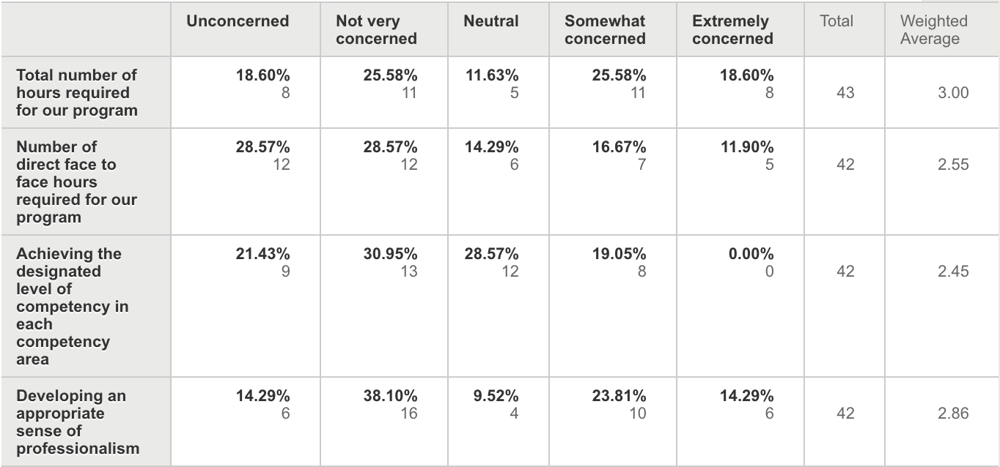 Unconcerned Not very concerned Neutral Somewhat concerned Extremely concerned Total Weighted Average
Total number of
hours required
for our program
18.60% 25.58% 11.63% 25.58% 18.60%
8 11 5 11 8 43 3.00
Number of
direct face to
face hours
required for our
program
28.57% 28.57% 14.29% 16.67% 11.90%
12 12 6 7 5 42 2.55
Achieving the
designated
level of
competency in
each
competency
area
21.43% 30.95% 28.57% 19.05% 0.00%
9 13 12 8 0 42 2.45
Developing an
appropriate
sense of
professionalism
14.29% 38.10% 9.52% 23.81% 14.29%
6 16 4 10 6 42 2.86